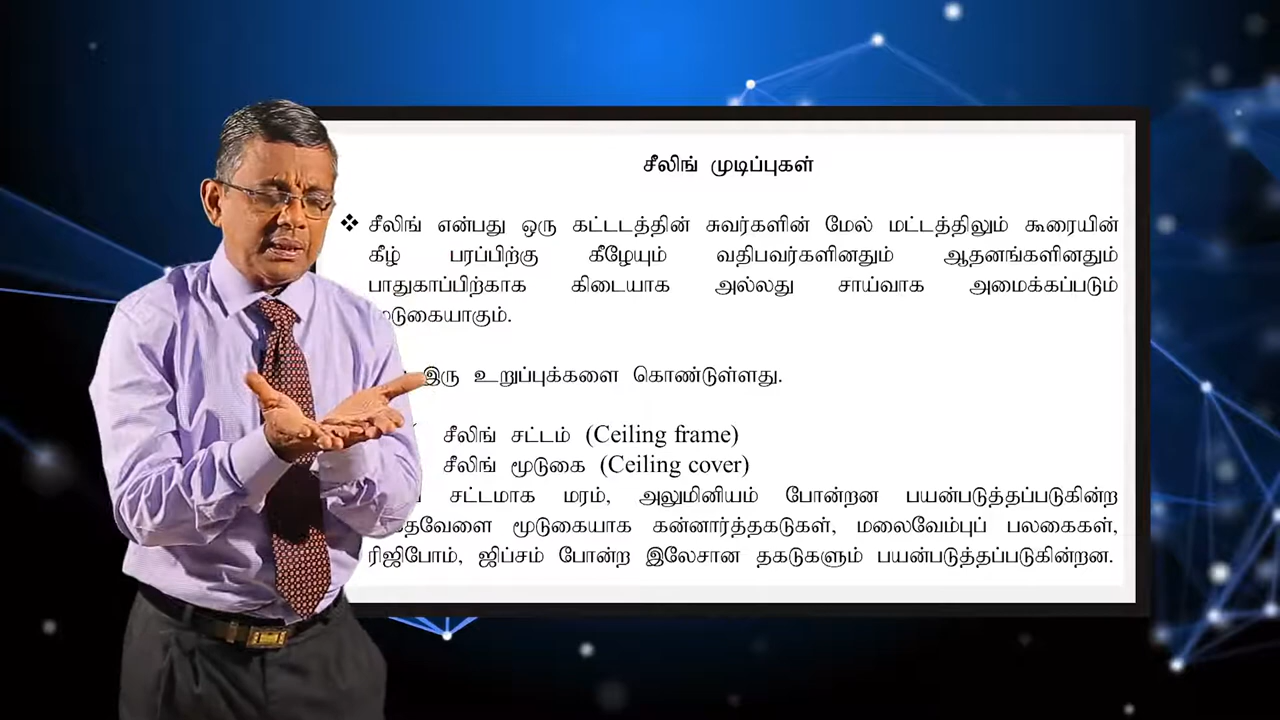 சீலிங் முடிப்புகள்
❖ சீலிங் என்பது ஒரு கட்டடத்தின் சுவர்களின் மேல் மட்டத்திலும் கூரையின்
கீழ் பரப்பிற்கு கீழேயும் வதிபவர்களினதும் ஆதனங்களினதும்
பாதுகாப்பிற்காக கிடையாக அல்லது சாய்வாக அமைக்கப்படும்
இரு உறுப்புக்களை கொண்டுள்ளது.
சீலிங் சட்டம் (Ceiling frame)
சீலிங் மூடுகை (Ceiling cover)
சட்டமாக மரம், அலுமினியம் போன்றன பயன்படுத்தப்படுகின்ற
மூடுகையாக கன்னார்த்தகடுகள், மலைவேம்புப் பலகைகள்,
ரிஜிபோம், ஜிப்சம் போன்ற இலேசான தகடுகளும் பயன்படுத்தப்படுகின்றன.